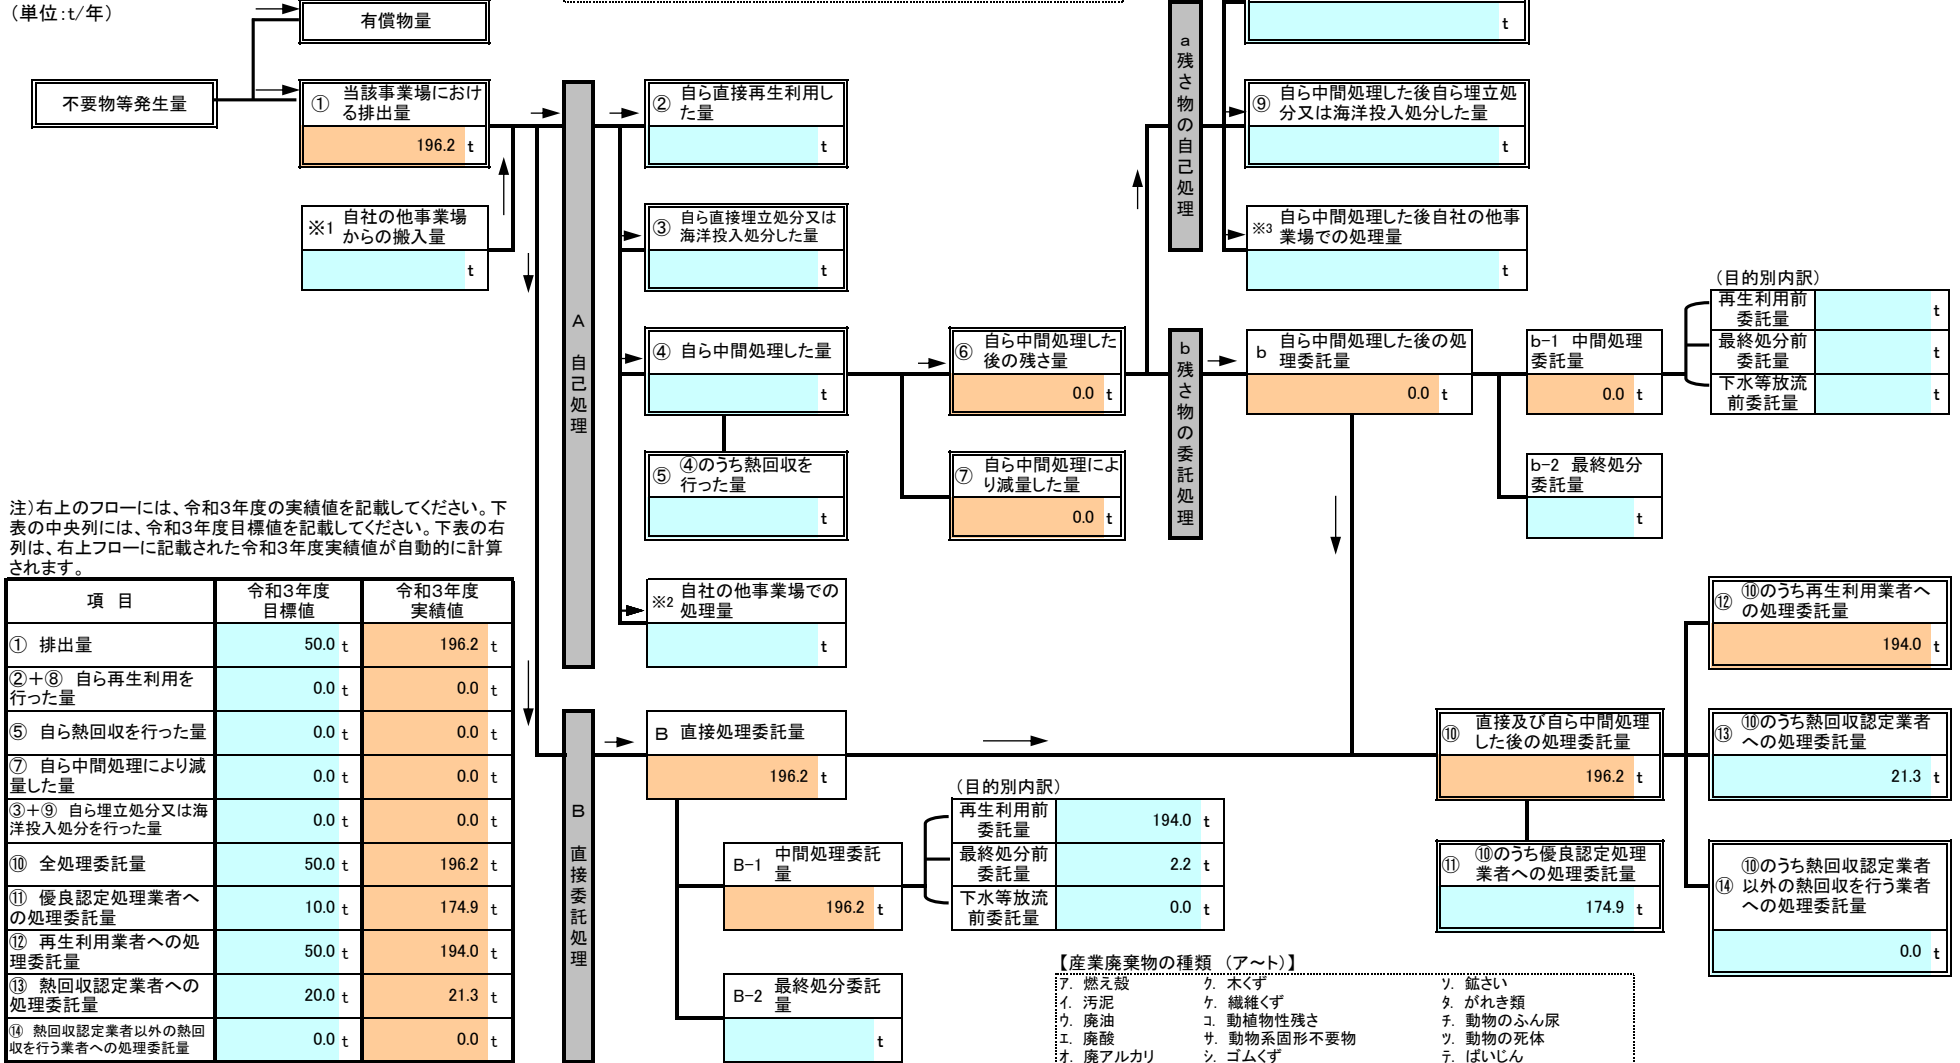 （単位:t/年）
有償物量
不要物等発生量
① 当該事業場におけ
る排出量
196.2 t
※1 自社の他事業場
からの搬入量
t
A 自己処理
② 自ら直接再生利用し
た量
t
③ 自ら直接埋立処分又は
海洋投入処分した量
t
④ 自ら中間処理した量
t
⑤ ④のうち熱回収を
行った量
t
※2 自社の他事業場での
処理量
t
⑥ 自ら中間処理した
後の残さ量
0.0 t
⑦ 自ら中間処理によ
り減量した量
0.0 t
a 残さ物の自己処理
t
⑨ 自ら中間処理した後自ら埋立処
分又は海洋投入処分した量
t
※3 自ら中間処理した後自社の他事
業場での処理量
t
b 残さ物の委託処理
b 自ら中間処理した後の処
理委託量
0.0 t
b-1 中間処理
委託量
0.0 t
b-2 最終処分
委託量
t
（目的別内訳）
再生利用前
委託量
t
最終処分前
委託量
t
下水等放流
前委託量
t
注）右上のフローには、令和3年度の実績値を記載してください。下
表の中央列には、令和3年度目標値を記載してください。下表の右
列は、右上フローに記載された令和3年度実績値が自動的に計算
されます。
項 目
令和3年度
目標値
令和3年度
実績値
① 排出量
50.0 t 196.2 t
②＋⑧ 自ら再生利用を
行った量
0.0 t 0.0 t
⑤ 自ら熱回収を行った量
0.0 t 0.0 t
⑦ 自ら中間処理により減
量した量
0.0 t 0.0 t
③＋⑨ 自ら埋立処分又は海
洋投入処分を行った量
0.0 t 0.0 t
⑩ 全処理委託量
50.0 t 196.2 t
⑪ 優良認定処理業者へ
の処理委託量
10.0 t 174.9 t
⑫ 再生利用業者への処
理委託量
50.0 t 194.0 t
⑬ 熱回収認定業者への
処理委託量
20.0 t 21.3 t
⑭ 熱回収認定業者以外の熱回
収を行う業者への処理委託量
0.0 t 0.0 t
B 直接委託処理
B 直接処理委託量
196.2 t
B-1 中間処理委託
量
196.2 t
B-2 最終処分委託
量
t
（目的別内訳）
再生利用前
委託量
194.0 t
最終処分前
委託量
2.2 t
下水等放流
前委託量
0.0 t
⑩ 直接及び自ら中間処理
した後の処理委託量
196.2 t
⑪ ⑩のうち優良認定処理
業者への処理委託量
174.9 t
⑫ ⑩のうち再生利用業者へ
の処理委託量
194.0 t
⑬ ⑩のうち熱回収認定業者
への処理委託量
21.3 t
⑭ ⑩のうち熱回収認定業者
以外の熱回収を行う業者
への処理委託量
0.0 t
【産業廃棄物の種類 （ア～ト）】
ア. 燃え殻 ク. 木くず ソ. 鉱さい
イ. 汚泥 ケ. 繊維くず タ. がれき類
ウ. 廃油 コ. 動植物性残さ チ. 動物のふん尿
エ. 廃酸 サ. 動物系固形不要物 ツ. 動物の死体
オ. 廃アルカリ シ. ゴムくず テ. ばいじん